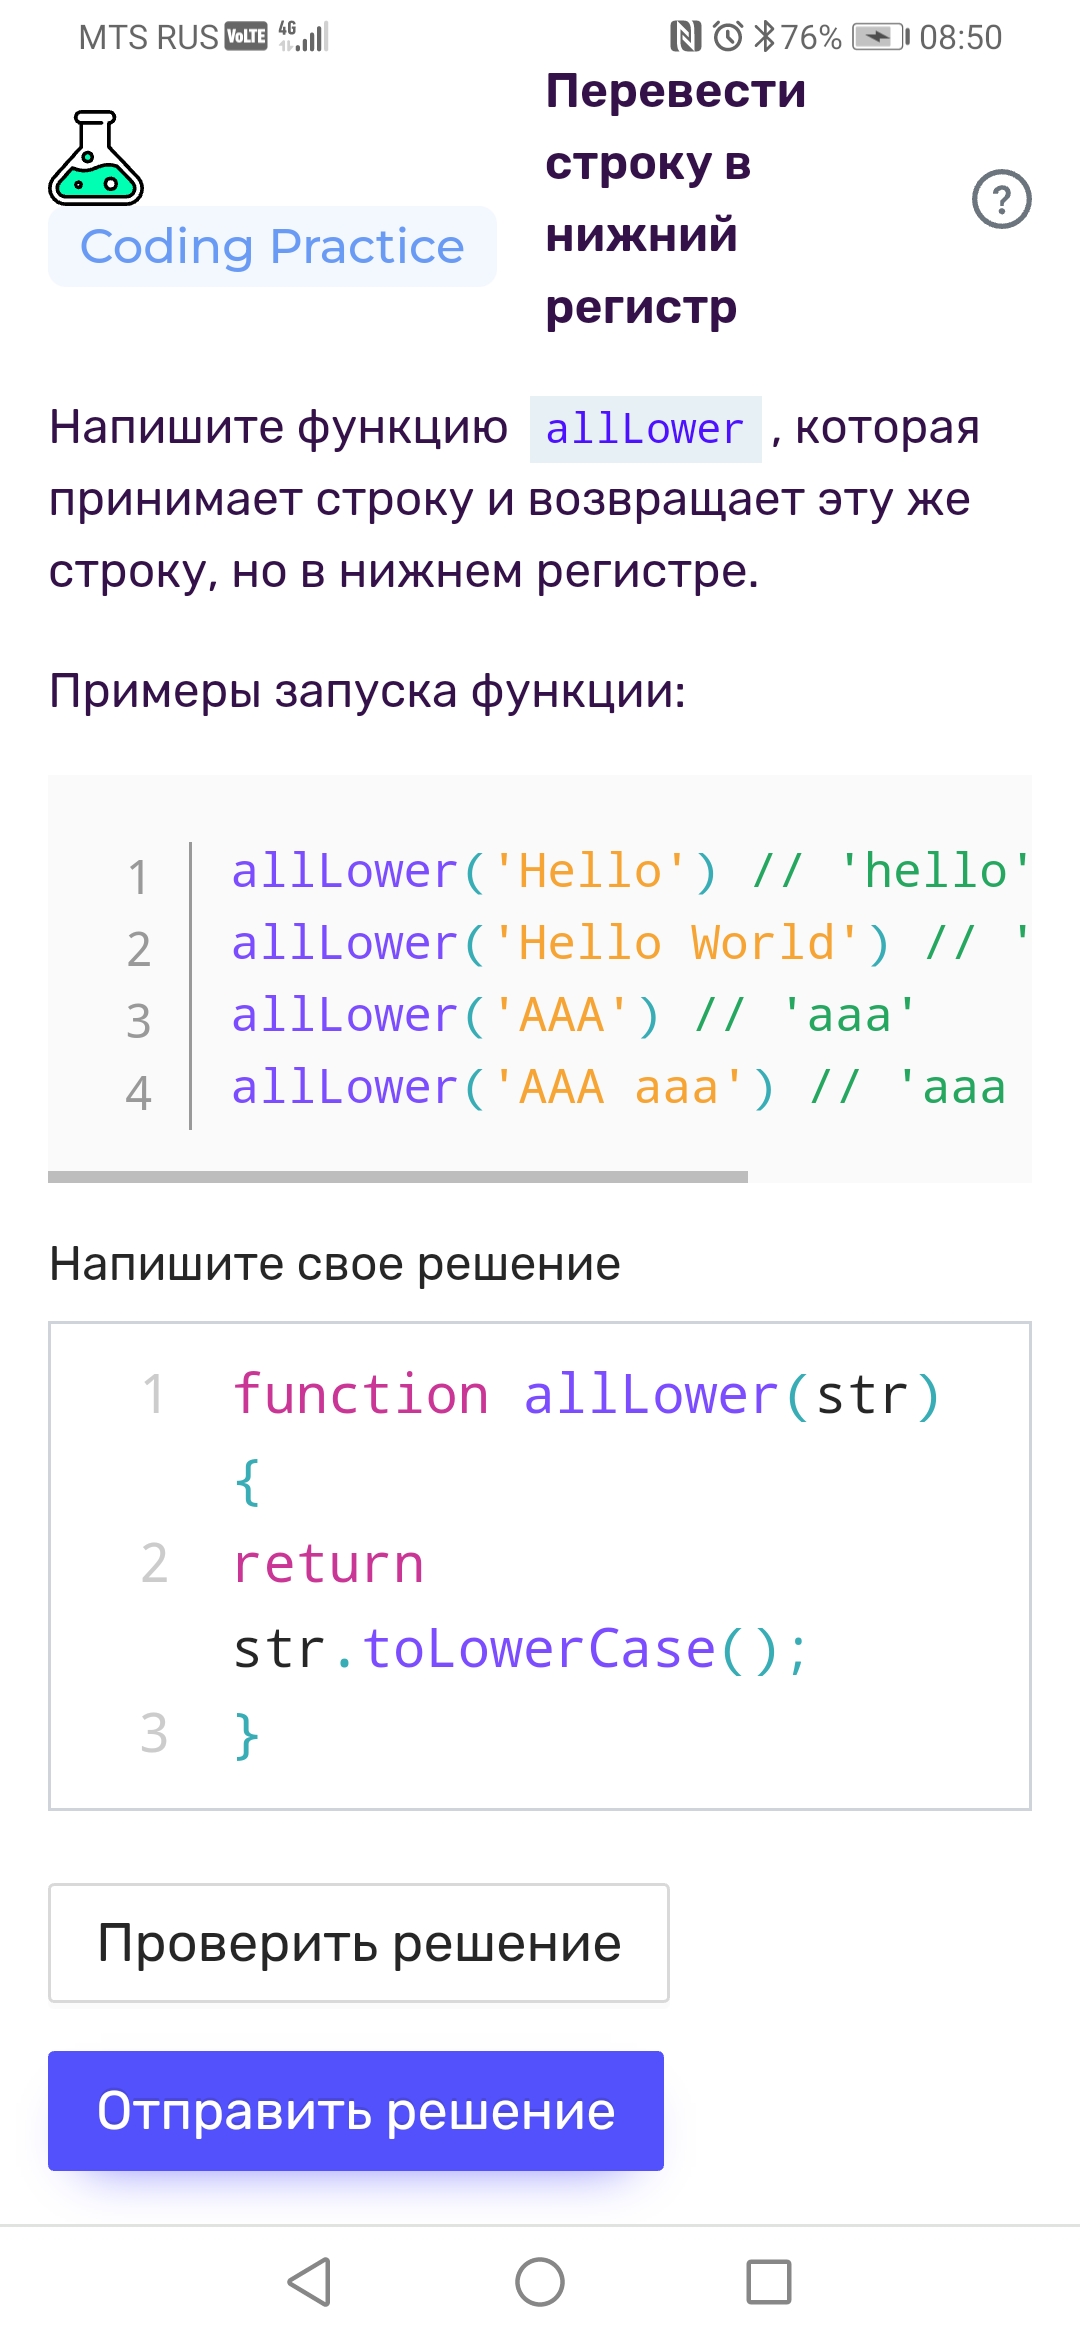 MTS RUS VoLTE 4G 76% 08:50
Coding Practice
Перевести
строку в
нижний
регистр
?
Напишите функцию allLower , которая
принимает строку и возвращает эту же
строку, но в нижнем регистре.
Примеры запуска функции:
1 allLower('Hello') // 'hello'
2 allLower('Hello World') // '
3 allLower('AAA') // 'aaa'
4 allLower('AAA aaa') // 'aaa
Напишите свое решение
1 function allLower(str)
{
2 return
str.toLowerCase();
3 }
Проверить решение
Отправить решение